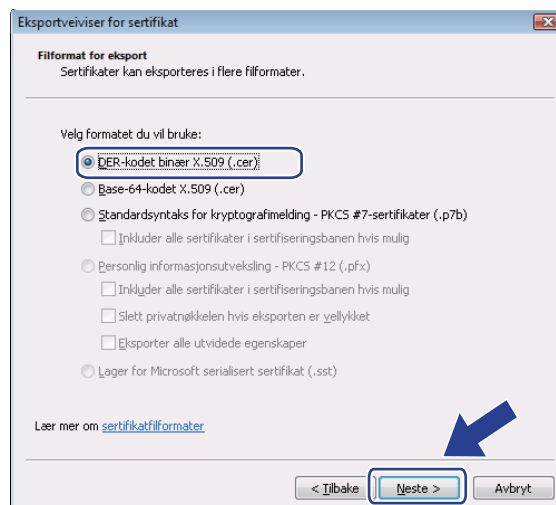 Eksportveiviser for sertifikat
Filformat for eksport
Sertifikater kan eksporteres i flere filformater.
Velg formatet du vil bruke:
DER-kodet binær X.509 (.cer)
Base-64-kodet X.509 (.cer)
Standardsyntaks for kryptografimelding - PKCS #7-sertifikater (.p7b)
Inkluder alle sertifikater i sertifiseringsbanen hvis mulig
Personlig informasjonsutveksling - PKCS #12 (.pfx)
Inkluder alle sertifikater i sertifiseringsbanen hvis mulig
Slett privatnøkkelen hvis eksporten er vellykket
Eksporter alle utvidede egenskaper
Lager for Microsoft serialisert sertifikat (.sst)
Lær mer om sertifikatfilformater
< Tilbake Neste > Avbryt